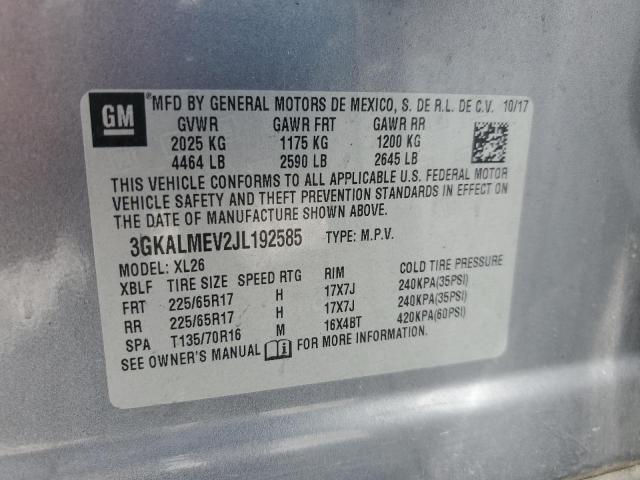 GM
®MFD BY GENERAL MOTORS DE MEXICO, S. DE R.L. DE C.V. 10/17
GVWR GAWR FRT GAWR RR
2025 KG 1175 KG 1200 KG
4464 LB 2590 LB 2645 LB
THIS VEHICLE CONFORMS TO ALL APPLICABLE U.S. FEDERAL MOTOR
VEHICLE SAFETY AND THEFT PREVENTION STANDARDS IN EFFECT ON
THE DATE OF MANUFACTURE SHOWN ABOVE.
3GKALMEV2JL192585 TYPE: M.P.V.
MODEL: XL26
XBLF TIRE SIZE SPEED RTG RIM COLD TIRE PRESSURE
FRT 225/65R17 H 17X7J 240KPA(35PSI)
RR 225/65R17 H 17X7J 240KPA(35PSI)
SPA T135/70R16 M 16X4BT 420KPA(60PSI)
SEE OWNER'S MANUAL i FOR MORE INFORMATION.